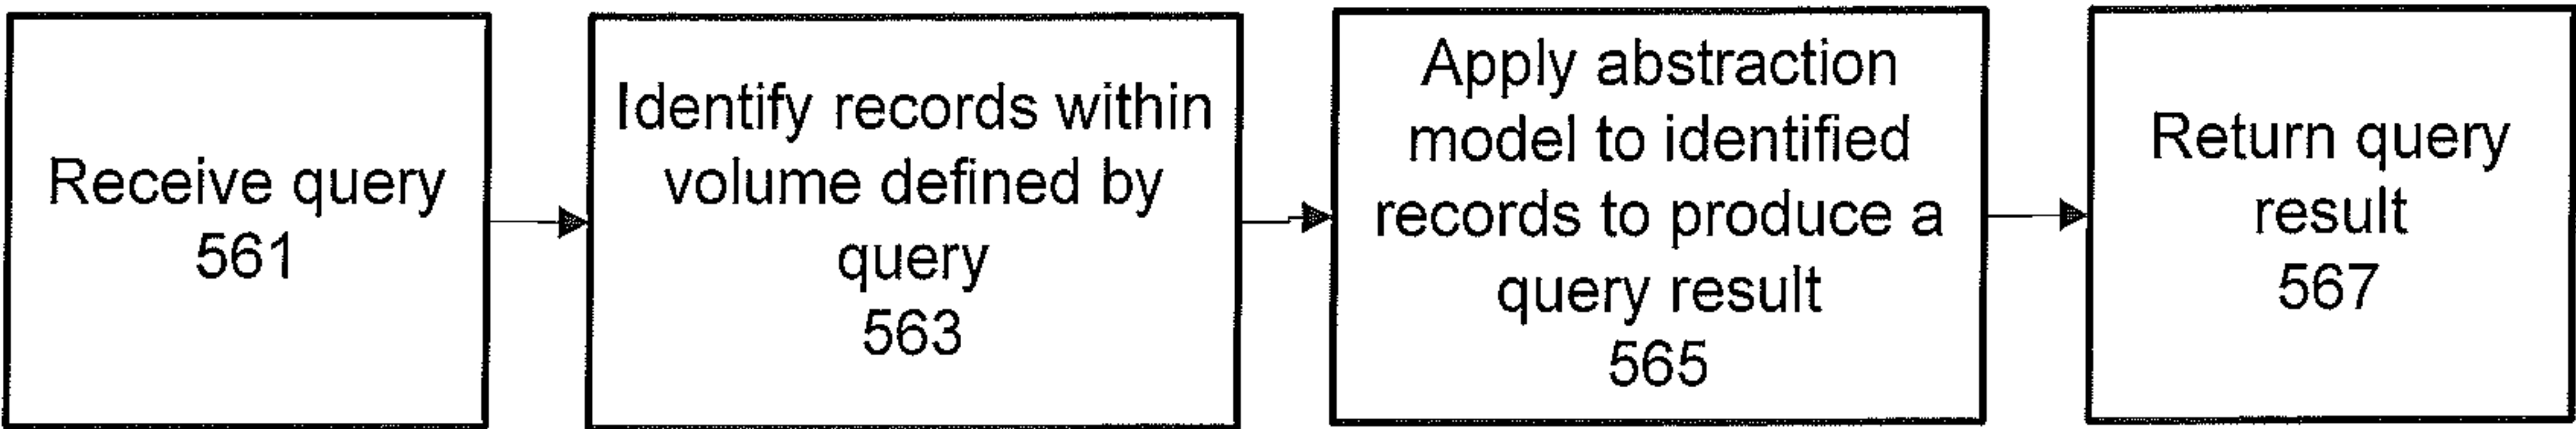 Receive query
561
Identify records within
volume defined by
query
563
Apply abstraction
model to identified
records to produce a
query result
565
Return query
result
567